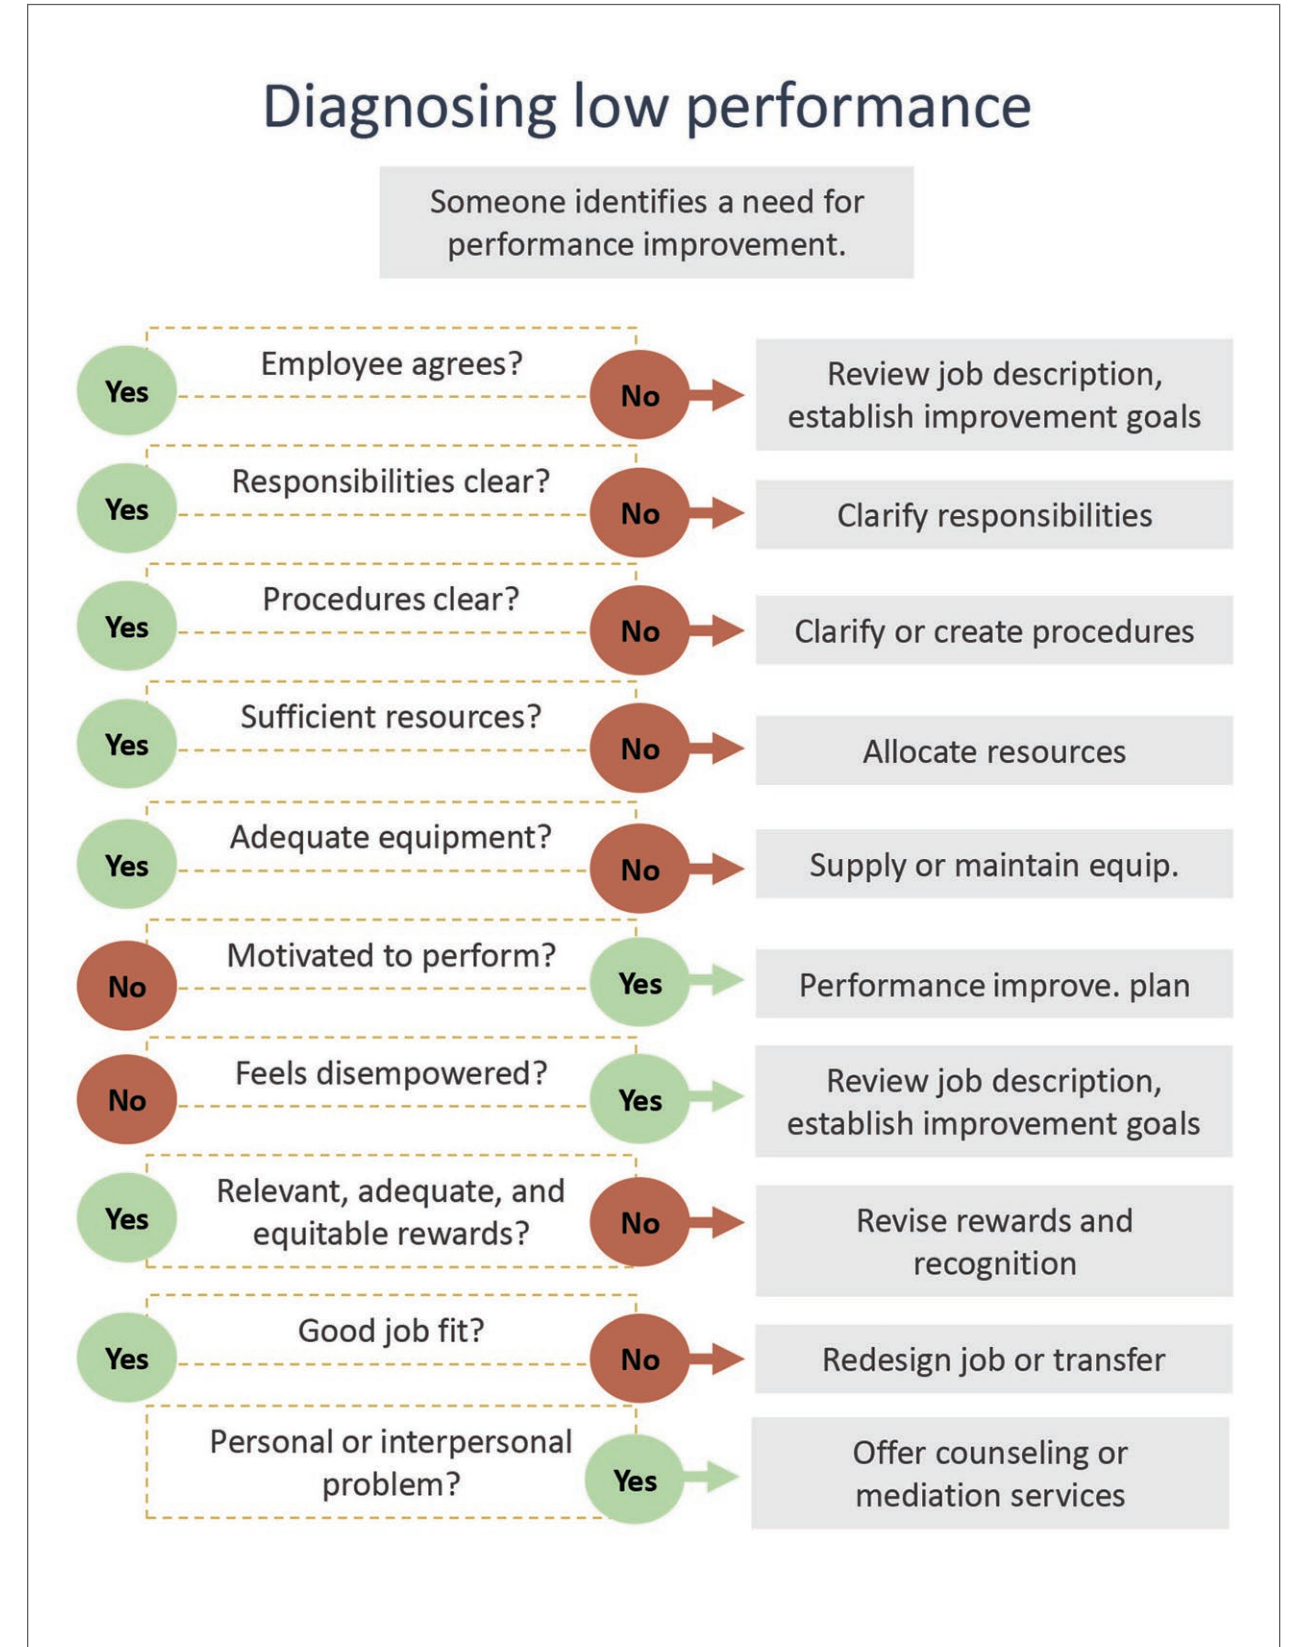 Diagnosing low performance
Someone identifies a need for
performance improvement.
Employee agrees?
Yes
No
Review job description,
establish improvement goals
Responsibilities clear?
Yes
No
Clarify responsibilities
Procedures clear?
Yes
No
Clarify or create procedures
Sufficient resources?
Yes
No
Allocate resources
Adequate equipment?
Yes
No
Supply or maintain equip.
Motivated to perform?
No
Yes
Performance improve. plan
Feels disempowered?
No
Yes
Review job description,
establish improvement goals
Relevant, adequate, and
equitable rewards?
Yes
No
Revise rewards and
recognition
Good job fit?
Yes
No
Redesign job or transfer
Personal or interpersonal
problem?
Yes
Offer counseling or
mediation services